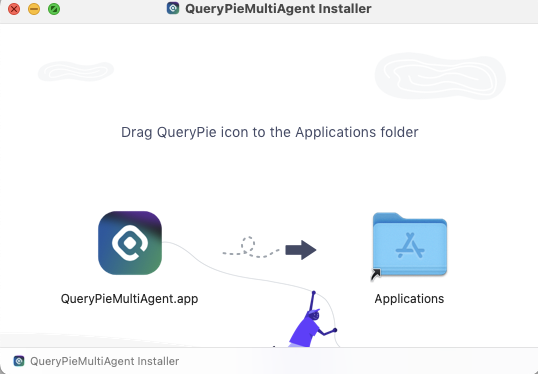 QueryPieMultiAgent Installer
Drag QueryPie icon to the Applications folder
QueryPieMultiAgent.app
Applications
QueryPieMultiAgent Installer